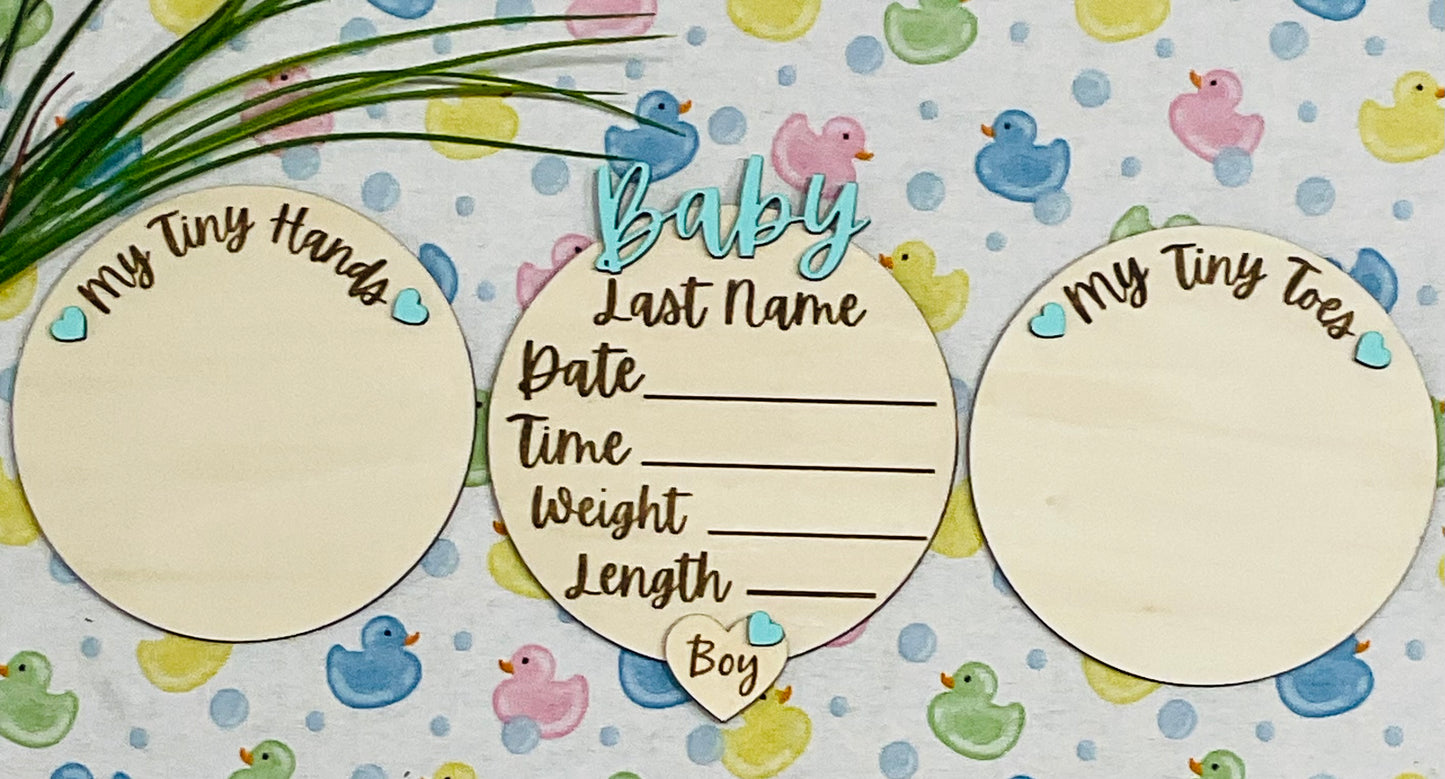 My Tiny Hands
Baby
Last Name
Date
Time
Weight
Length
Boy
My Tiny Toes